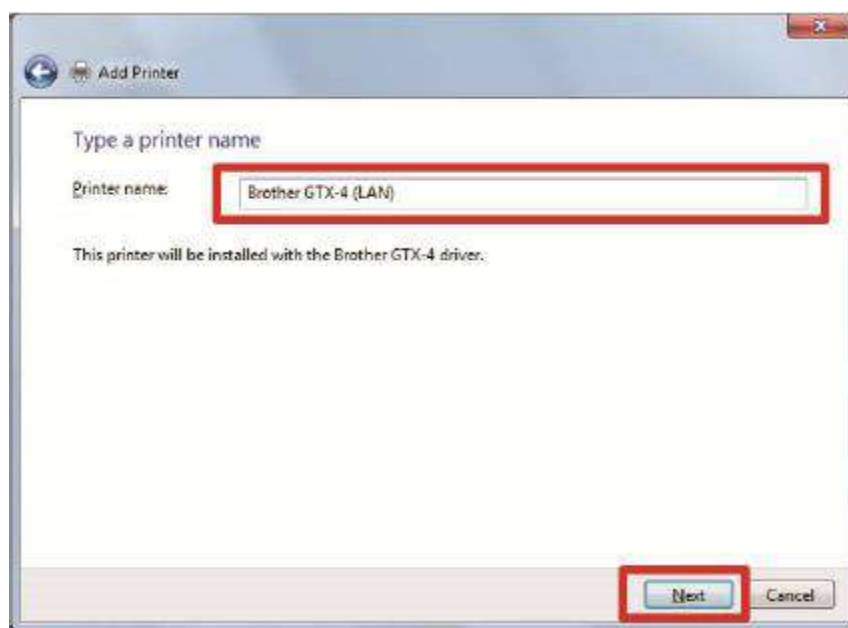 Add Printer
Type a printer name
Printer name: Brother GTX-4 (LAN)
This printer will be installed with the Brother GTX-4 driver.
Next Cancel